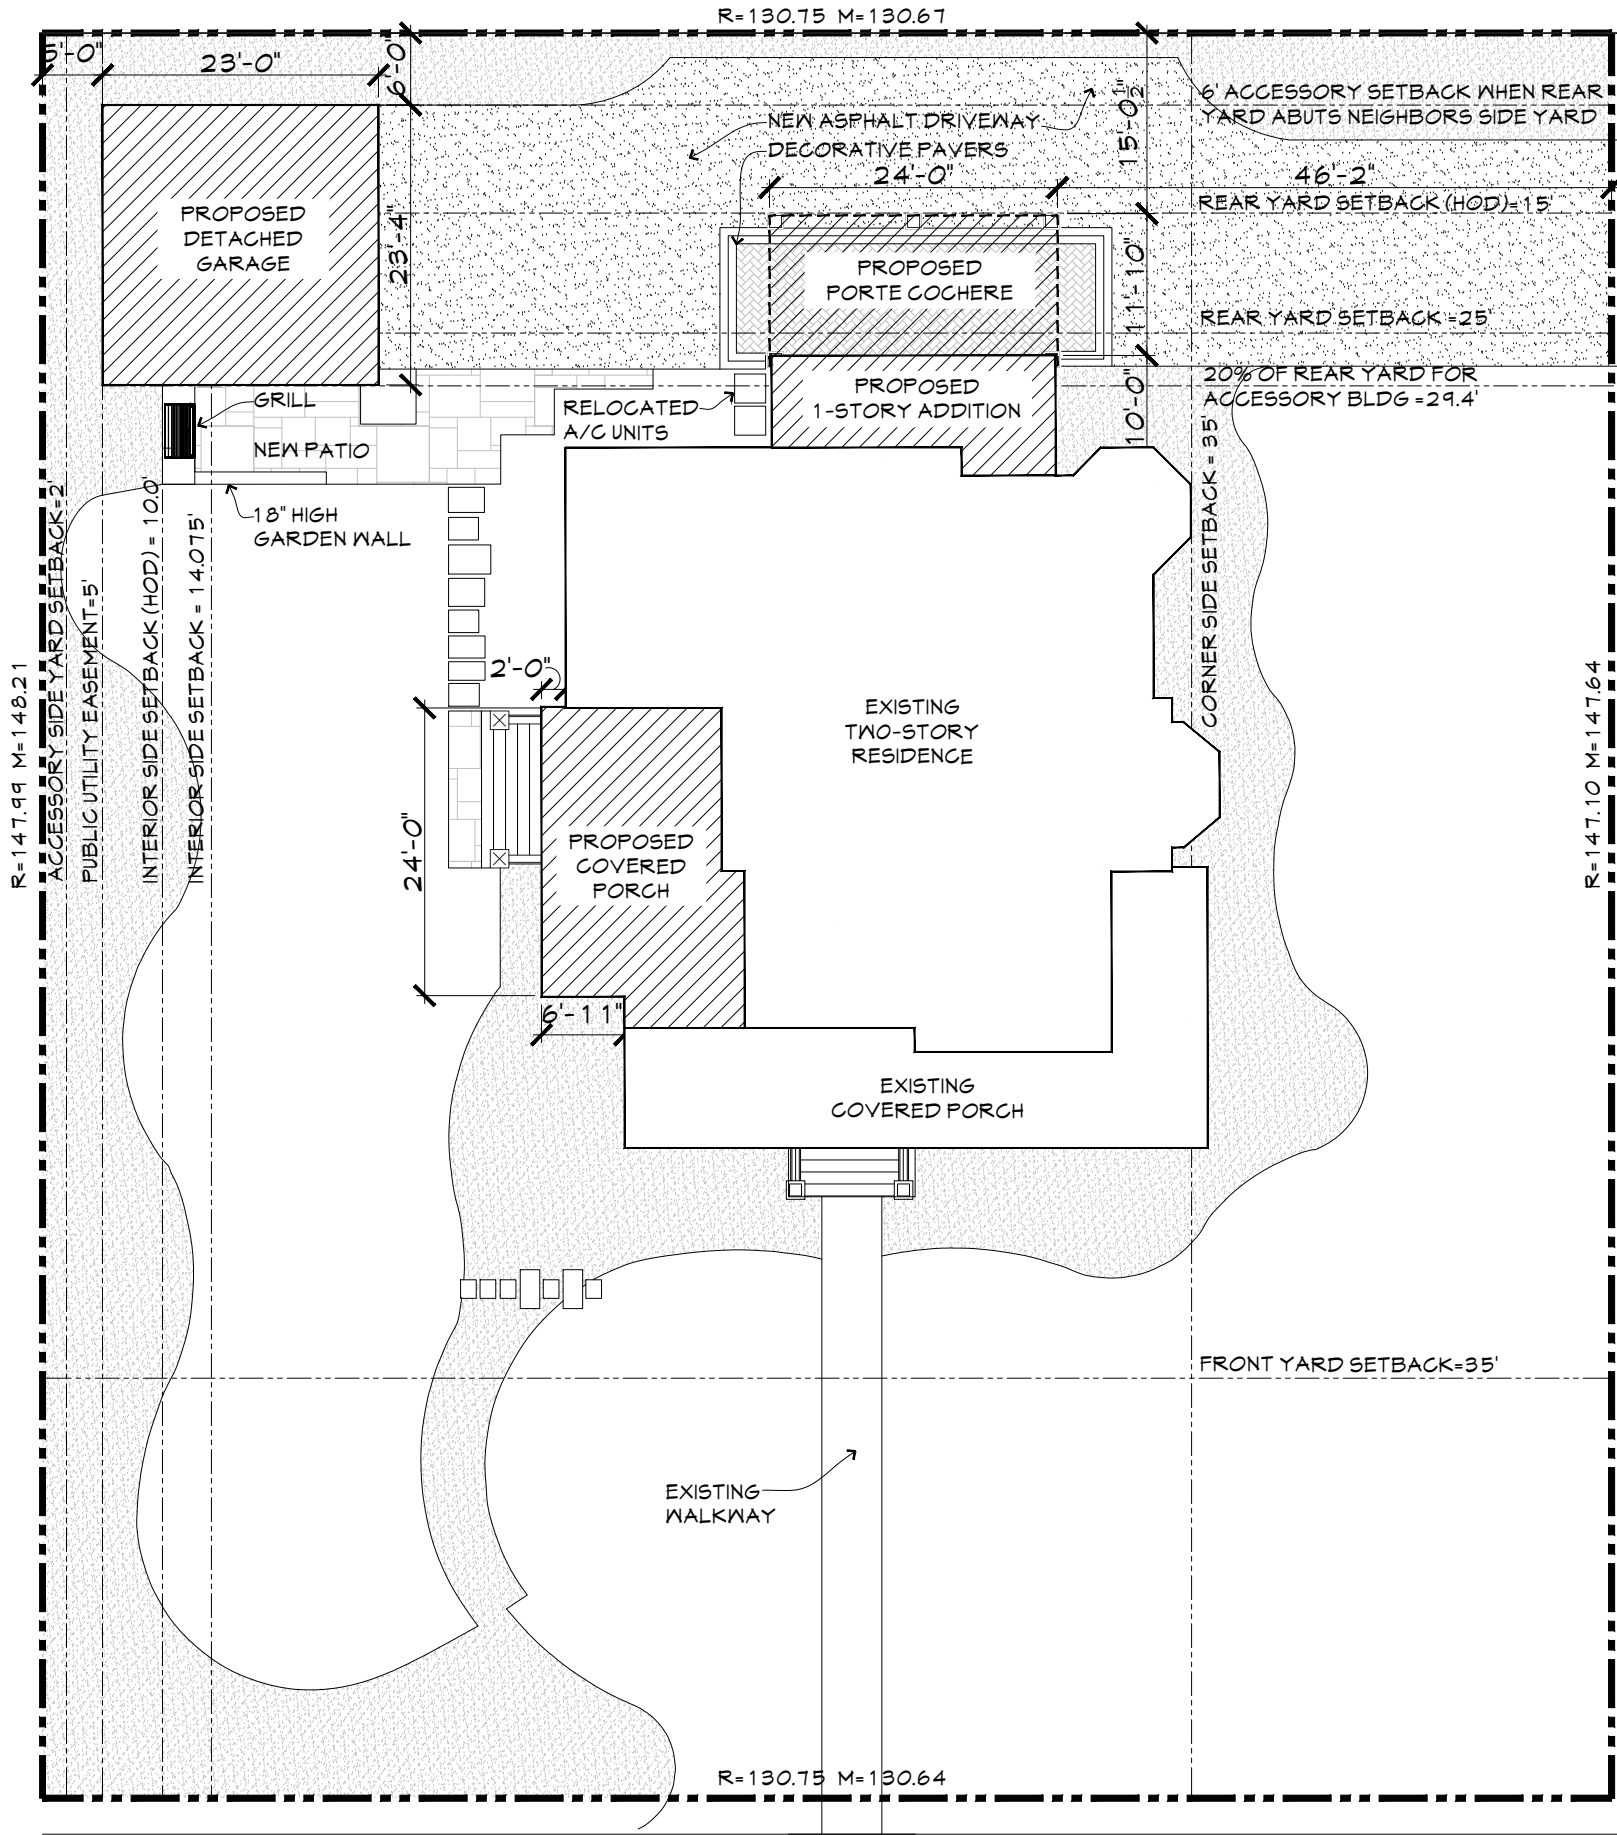 R=130.75 M=130.67
5'-0"
23'-0"
6'-0"
15'-0 1/2"
6' ACCESSORY SETBACK WHEN REAR
YARD ABUTS NEIGHBORS SIDE YARD
NEW ASPHALT DRIVEWAY
DECORATIVE PAVERS
24'-0"
46'-2"
REAR YARD SETBACK (HOD)=15'
PROPOSED
DETACHED
GARAGE
23'-4"
PROPOSED
PORTE COCHERE
11'-10"
REAR YARD SETBACK =25'
20% OF REAR YARD FOR
ACCESSORY BLDG =29.4'
PROPOSED
1-STORY ADDITION
10'-0"
GRILL
RELOCATED
A/C UNITS
NEW PATIO
18" HIGH
GARDEN WALL
R=147.99 M=148.21
ACCESSORY SIDE YARD SETBACK=2'
PUBLIC UTILITY EASEMENT=5'
INTERIOR SIDE SETBACK (HOD) = 10.0'
INTERIOR SIDE SETBACK = 14.075'
CORNER SIDE SETBACK = 35'
R=147.10 M=147.64
2'-0"
EXISTING
TWO-STORY
RESIDENCE
24'-0"
PROPOSED
COVERED
PORCH
6'-11"
EXISTING
COVERED PORCH
FRONT YARD SETBACK=35'
EXISTING
WALKWAY
R=130.75 M=130.64